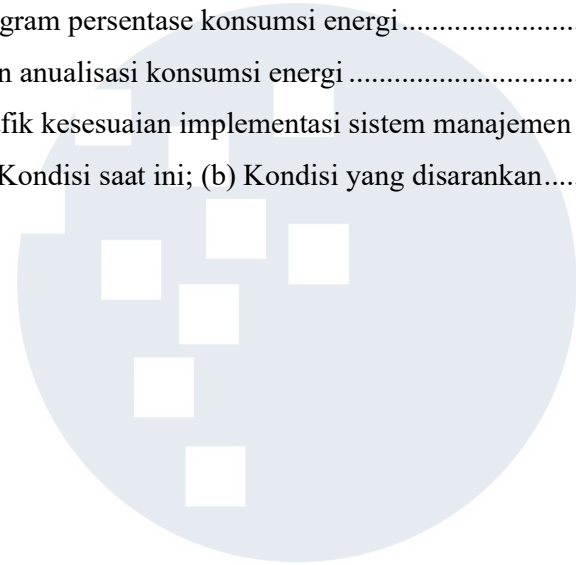 gram persentase konsumsi energi.......................
n anualisasi konsumsi energi..............................
fik kesesuaian implementasi sistem manajemen
Kondisi saat ini; (b) Kondisi yang disarankan....